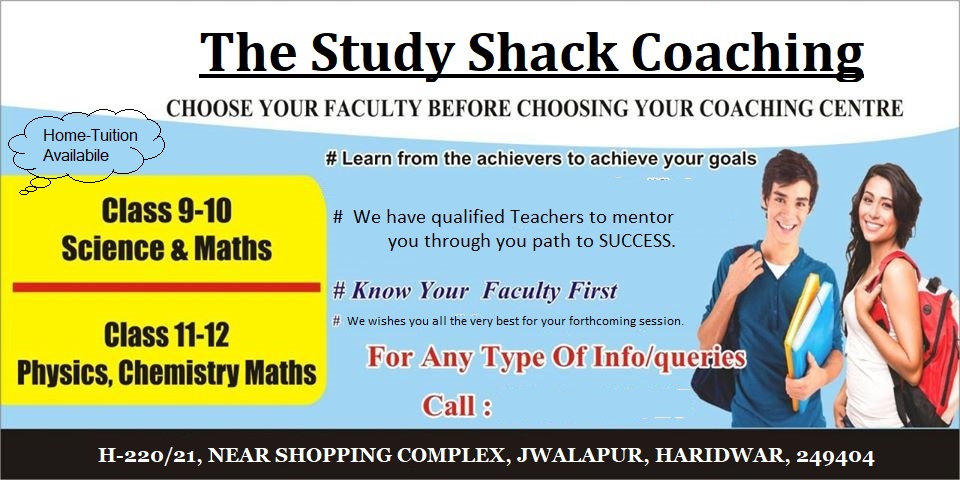 The Study Shack Coaching
CHOOSE YOUR FACULTY BEFORE CHOOSING YOUR COACHING CENTRE
Home-Tuition
Availabile
# Learn from the achievers to achieve your goals
Class 9-10
Science & Maths
# We have qualified Teachers to mentor
you through you path to SUCCESS.
# Know Your Faculty First
# We wishes you all the very best for your forthcoming session.
Class 11-12
Physics, Chemistry Maths
For Any Type Of Info/queries
Call :
H-220/21, NEAR SHOPPING COMPLEX, JWALAPUR, HARIDWAR, 249404